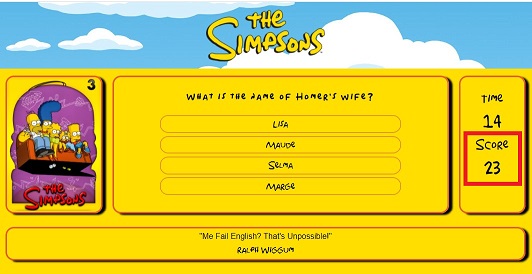 The
Simpsons
3
The
Simpsons
What is the name of Homer's wife?
Lisa
Maude
Selma
Marge
Time
14
Score
23
"Me Fail English? That's Unpossible!"
Ralph Wiggum